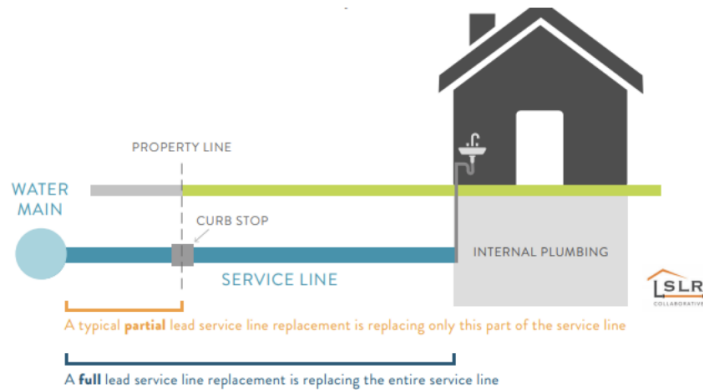 PROPERTY LINE
WATER
MAIN
CURB STOP
SERVICE LINE
INTERNAL PLUMBING
LSLR
COLLABORATIVE
A typical partial lead service line replacement is replacing only this part of the service line
A full lead service line replacement is replacing the entire service line